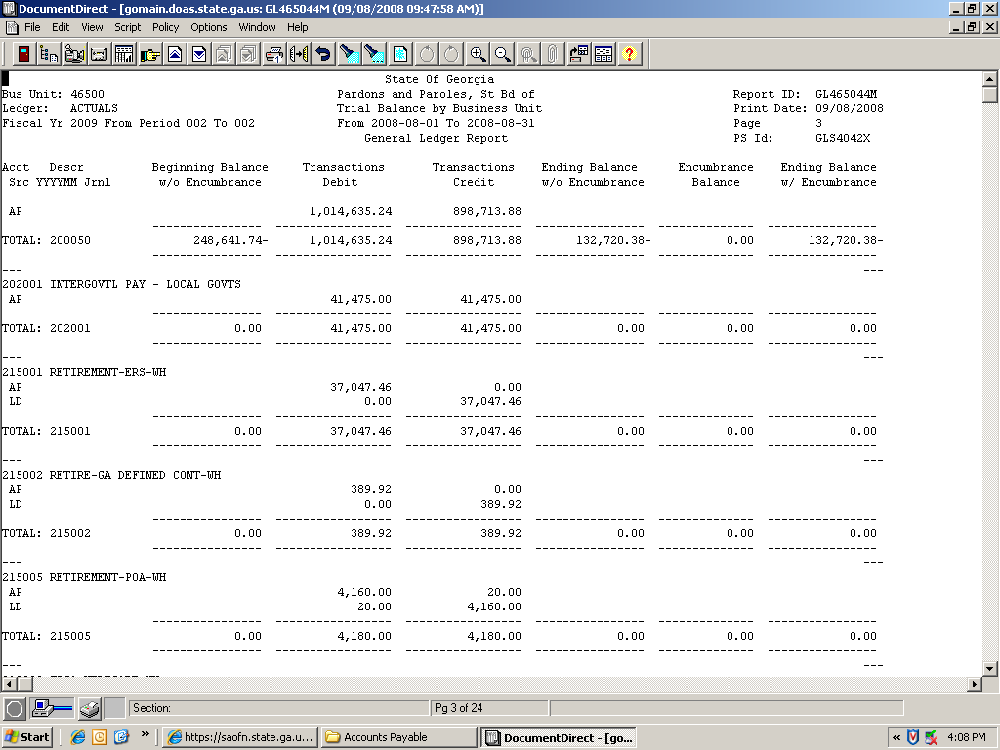 DocumentDirect - [gomain.doas.state.ga.us: GL465044M (09/08/2008 09:47:58 AM)]
File Edit View Script Policy Options Window Help
State Of Georgia
Bus Unit: 46500 Pardons and Paroles, St Bd of Report ID: GL465044M
Ledger: ACTUALS Trial Balance by Business Unit Print Date: 09/08/2008
Fiscal Yr 2009 From Period 002 To 002 From 2008-08-01 To 2008-08-31 Page 3
General Ledger Report PS Id: GLS4042X
Acct Descr Beginning Balance Transactions Transactions Ending Balance Encumbrance Ending Balance
Src YYYYMM Jrnl w/o Encumbrance Debit Credit w/o Encumbrance Balance w/ Encumbrance
AP 1,014,635.24 898,713.88
---------------- ----------------- ----------------- ---------------- ---------------- ----------------
TOTAL: 200050 248,641.74- 1,014,635.24 898,713.88 132,720.38- 0.00 132,720.38-
---------------- ----------------- ----------------- ---------------- ---------------- ----------------
--- ---
202001 INTERGOVTL PAY - LOCAL GOVTS
AP 41,475.00 41,475.00
---------------- ----------------- ----------------- ---------------- ---------------- ----------------
TOTAL: 202001 0.00 41,475.00 41,475.00 0.00 0.00 0.00
---------------- ----------------- ----------------- ---------------- ---------------- ----------------
--- ---
215001 RETIREMENT-ERS-WH
AP 37,047.46 0.00
LD 0.00 37,047.46
---------------- ----------------- ----------------- ---------------- ---------------- ----------------
TOTAL: 215001 0.00 37,047.46 37,047.46 0.00 0.00 0.00
---------------- ----------------- ----------------- ---------------- ---------------- ----------------
--- ---
215002 RETIRE-GA DEFINED CONT-WH
AP 389.92 0.00
LD 0.00 389.92
---------------- ----------------- ----------------- ---------------- ---------------- ----------------
TOTAL: 215002 0.00 389.92 389.92 0.00 0.00 0.00
---------------- ----------------- ----------------- ---------------- ---------------- ----------------
--- ---
215005 RETIREMENT-POA-WH
AP 4,160.00 20.00
LD 20.00 4,160.00
---------------- ----------------- ----------------- ---------------- ---------------- ----------------
TOTAL: 215005 0.00 4,180.00 4,180.00 0.00 0.00 0.00
---------------- ----------------- ----------------- ---------------- ---------------- ----------------
--- ---
Section: Pg 3 of 24
Start » https://saofn.state.ga.u... Accounts Payable DocumentDirect - [go... « 4:08 PM